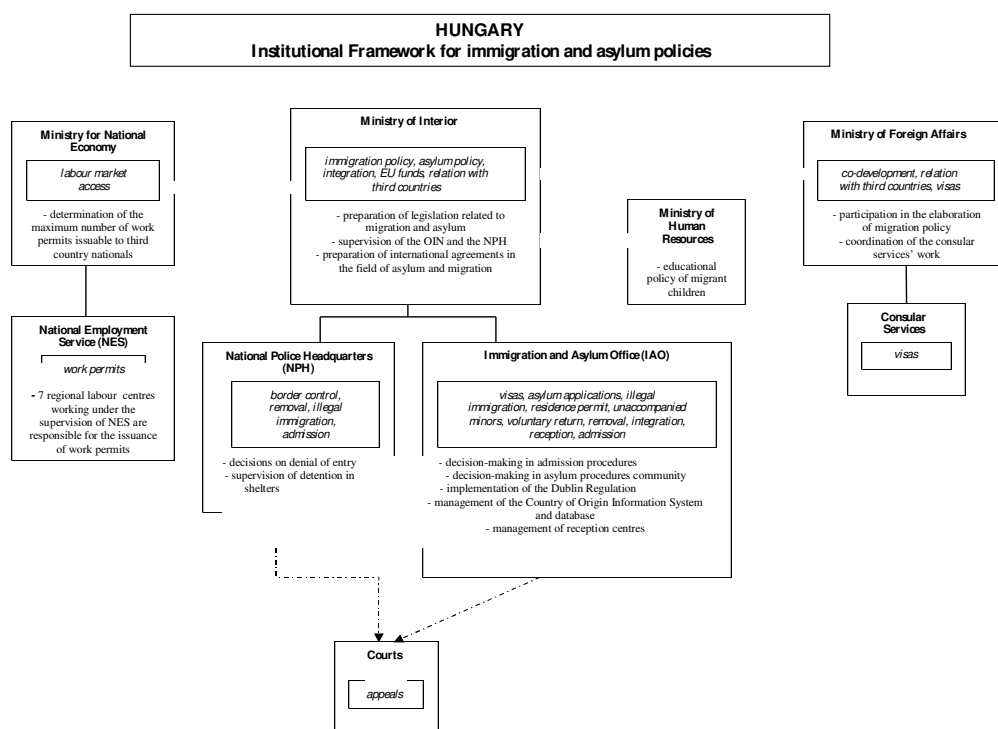 HUNGARY
Institutional Framework for immigration and asylum policies
Ministry for National
Economy
labour market
access
- determination of the
maximum number of work
permits issuable to third
country nationals
Ministry of Interior
immigration policy, asylum policy,
integration, EU funds, relation with
third countries
- preparation of legislation related to
migration and asylum
- supervision of the OIN and the NPH
- preparation of international agreements in
the field of asylum and migration
Ministry of
Human
Resources
- educational
policy of migrant
children
Ministry of Foreign Affairs
co-development, relation
with third countries, visas
- participation in the elaboration
of migration policy
- coordination of the consular
services' work
National Employment
Service (NES)
work permits
- 7 regional labour centres
working under the
supervision of NES are
responsible for the issuance
of work permits
National Police Headquarters
(NPH)
border control,
removal, illegal
immigration,
admission
- decisions on denial of entry
- supervision of detention in
shelters
Immigration and Asylum Office (IAO)
visas, asylum applications, illegal
immigration, residence permit, unaccompanied
minors, voluntary return, removal, integration,
reception, admission
- decision-making in admission procedures
- decision-making in asylum procedures community
- implementation of the Dublin Regulation
- management of the Country of Origin Information System
and database
- management of reception centres
Consular
Services
visas
Courts
appeals